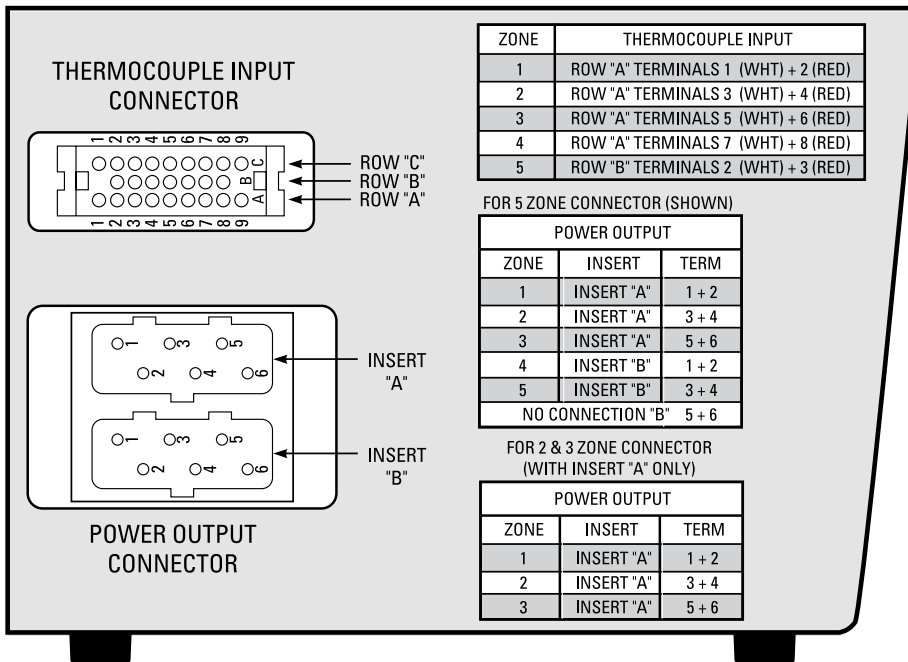 THERMOCOUPLE INPUT
CONNECTOR
1 2 3 4 5 6 7 8 9
C
B
A
1 2 3 4 5 6 7 8 9
ROW "C"
ROW "B"
ROW "A"
1 3 5
2 4 6
INSERT
"A"
1 3 5
2 4 6
INSERT
"B"
POWER OUTPUT
CONNECTOR
ZONE THERMOCOUPLE INPUT
1 ROW "A" TERMINALS 1 (WHT) + 2 (RED)
2 ROW "A" TERMINALS 3 (WHT) + 4 (RED)
3 ROW "A" TERMINALS 5 (WHT) + 6 (RED)
4 ROW "A" TERMINALS 7 (WHT) + 8 (RED)
5 ROW "B" TERMINALS 2 (WHT) + 3 (RED)
FOR 5 ZONE CONNECTOR (SHOWN)
POWER OUTPUT
ZONE INSERT TERM
1 INSERT "A" 1 + 2
2 INSERT "A" 3 + 4
3 INSERT "A" 5 + 6
4 INSERT "B" 1 + 2
5 INSERT "B" 3 + 4
NO CONNECTION "B" 5 + 6
FOR 2 & 3 ZONE CONNECTOR
(WITH INSERT "A" ONLY)
POWER OUTPUT
ZONE INSERT TERM
1 INSERT "A" 1 + 2
2 INSERT "A" 3 + 4
3 INSERT "A" 5 + 6